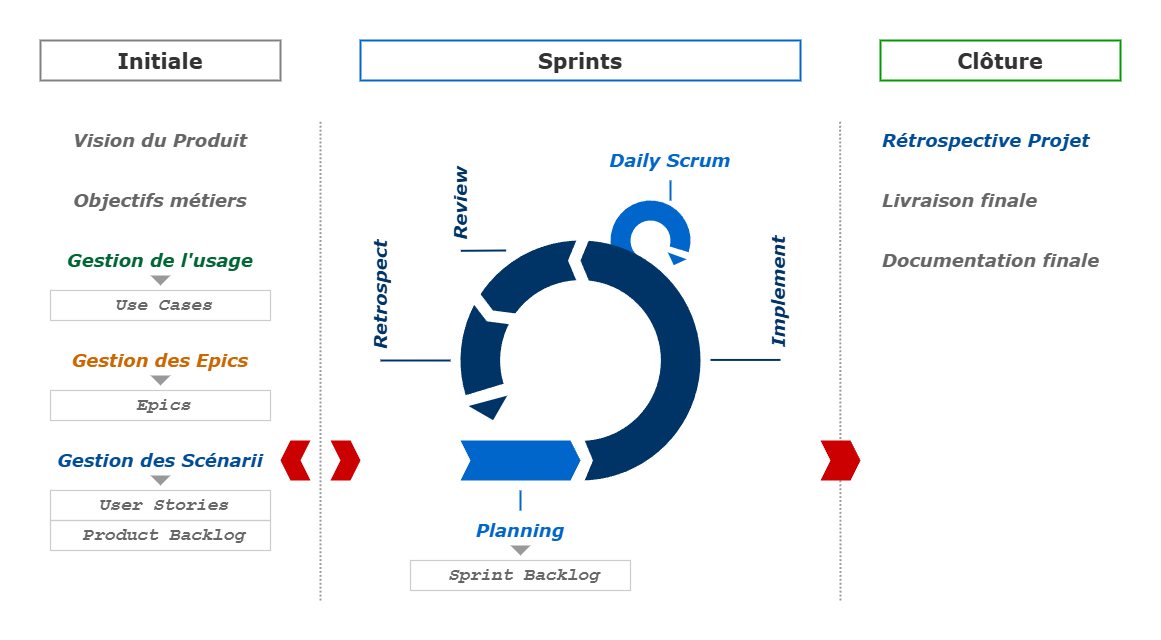 Initiale
Sprints
Clôture
Vision du Produit
Objectifs métiers
Gestion de l'usage
Use Cases
Gestion des Epics
Epics
Gestion des Scénarii
User Stories
Product Backlog
Daily Scrum
Review
Retrospect
Implement
Planning
Sprint Backlog
Rétrospective Projet
Livraison finale
Documentation finale